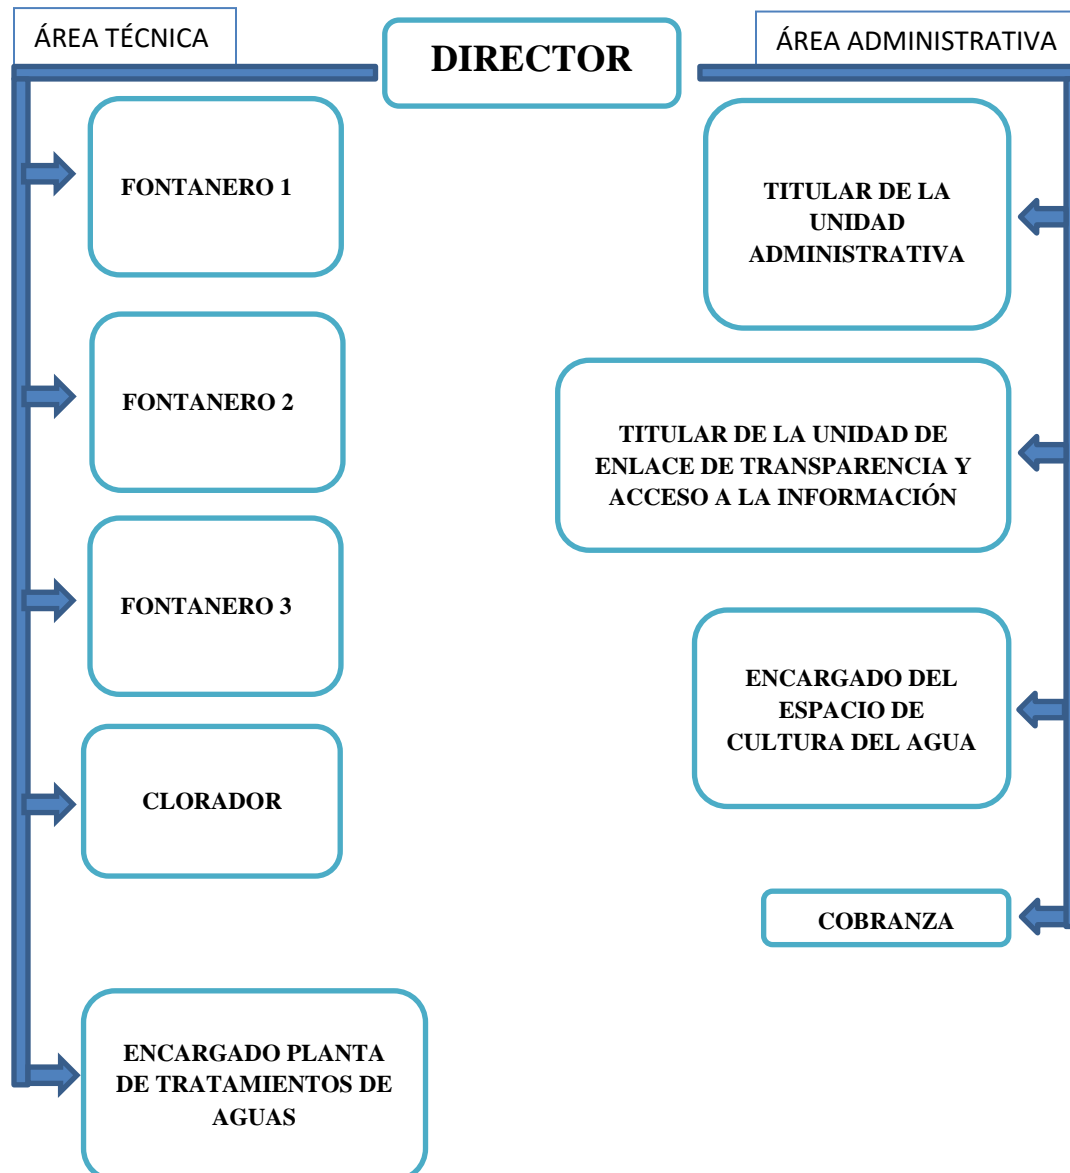 ÁREA TÉCNICA
DIRECTOR
ÁREA ADMINISTRATIVA
FONTANERO 1
FONTANERO 2
FONTANERO 3
CLORADOR
ENCARGADO PLANTA
DE TRATAMIENTOS DE
AGUAS
TITULAR DE LA
UNIDAD
ADMINISTRATIVA
TITULAR DE LA UNIDAD DE
ENLACE DE TRANSPARENCIA Y
ACCESO A LA INFORMACIÓN
ENCARGADO DEL
ESPACIO DE
CULTURA DEL AGUA
COBRANZA